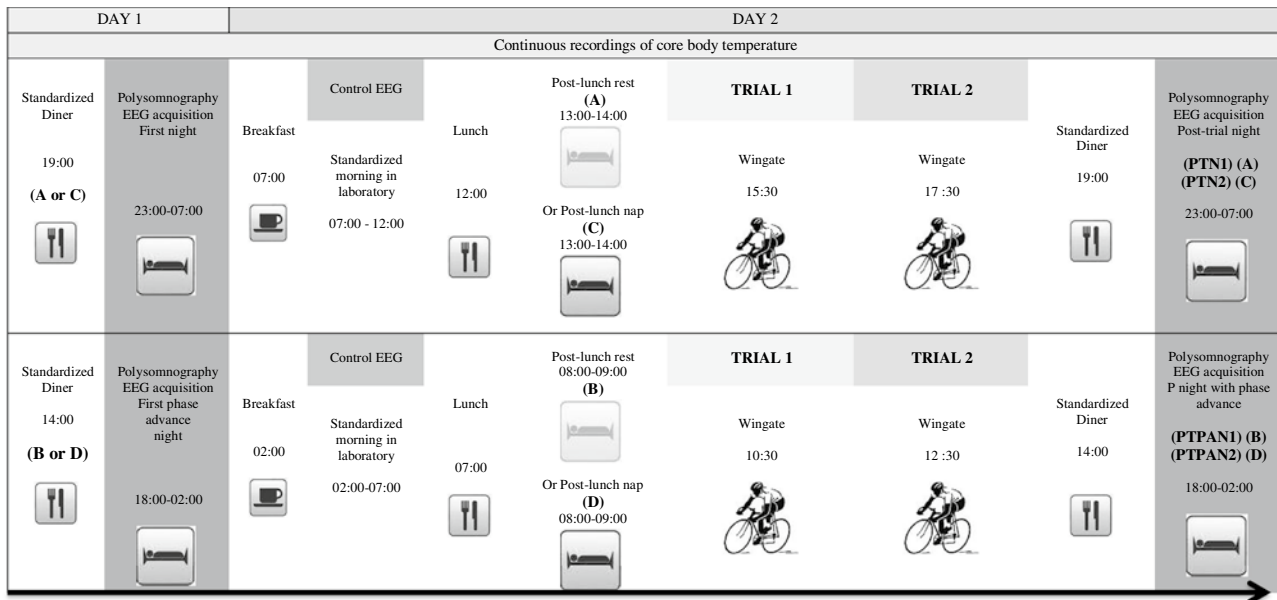 DAY 1
DAY 2
Continuous recordings of core body temperature
Standardized
Diner
19:00
(A or C)
Polysomnography
EEG acquisition
First night
23:00-07:00
Breakfast
07:00
Control EEG
Standardized
morning in
laboratory
07:00 - 12:00
Lunch
12:00
Post-lunch rest
(A)
13:00-14:00
Or Post-lunch nap
(C)
13:00-14:00
TRIAL 1
Wingate
15:30
TRIAL 2
Wingate
17 :30
Standardized
Diner
19:00
Polysomnography
EEG acquisition
Post-trial night
(PTN1) (A)
(PTN2) (C)
23:00-07:00
Standardized
Diner
14:00
(B or D)
Polysomnography
EEG acquisition
First phase
advance
night
18:00-02:00
Breakfast
02:00
Control EEG
Standardized
morning in
laboratory
02:00-07:00
Lunch
07:00
Post-lunch rest
08:00-09:00
(B)
Or Post-lunch nap
(D)
08:00-09:00
TRIAL 1
Wingate
10:30
TRIAL 2
Wingate
12 :30
Standardized
Diner
14:00
Polysomnography
EEG acquisition
P night with phase
advance
(PTPAN1) (B)
(PTPAN2) (D)
18:00-02:00